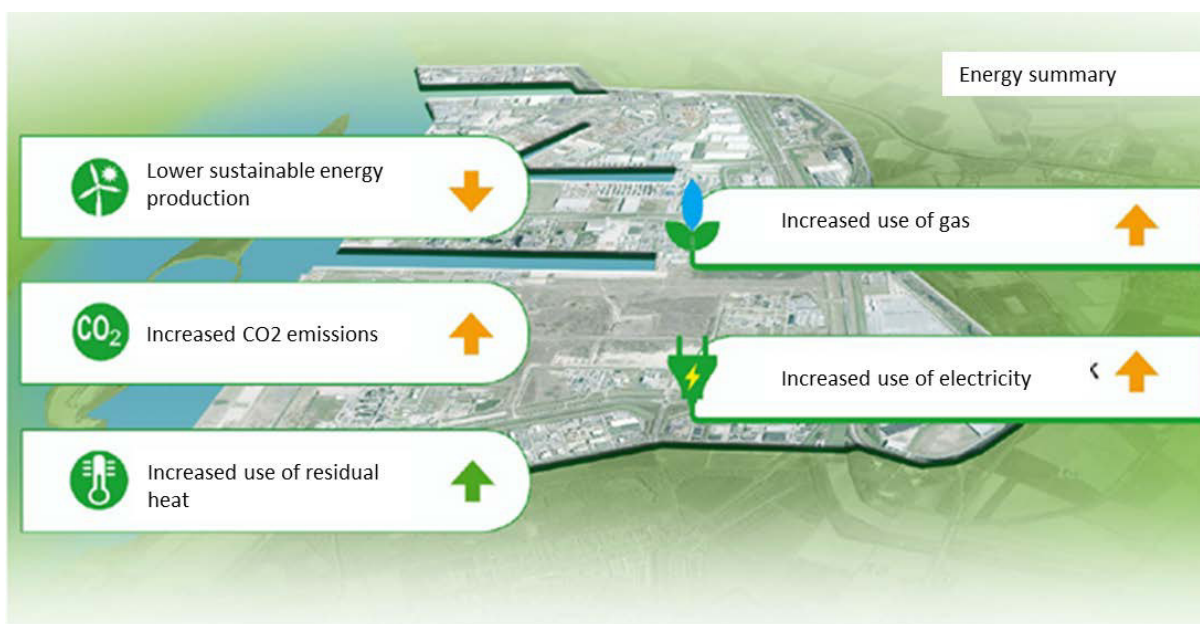 Energy summary
Lower sustainable energy
production
Increased use of gas
CO2
Increased CO2 emissions
Increased use of electricity
Increased use of residual
heat